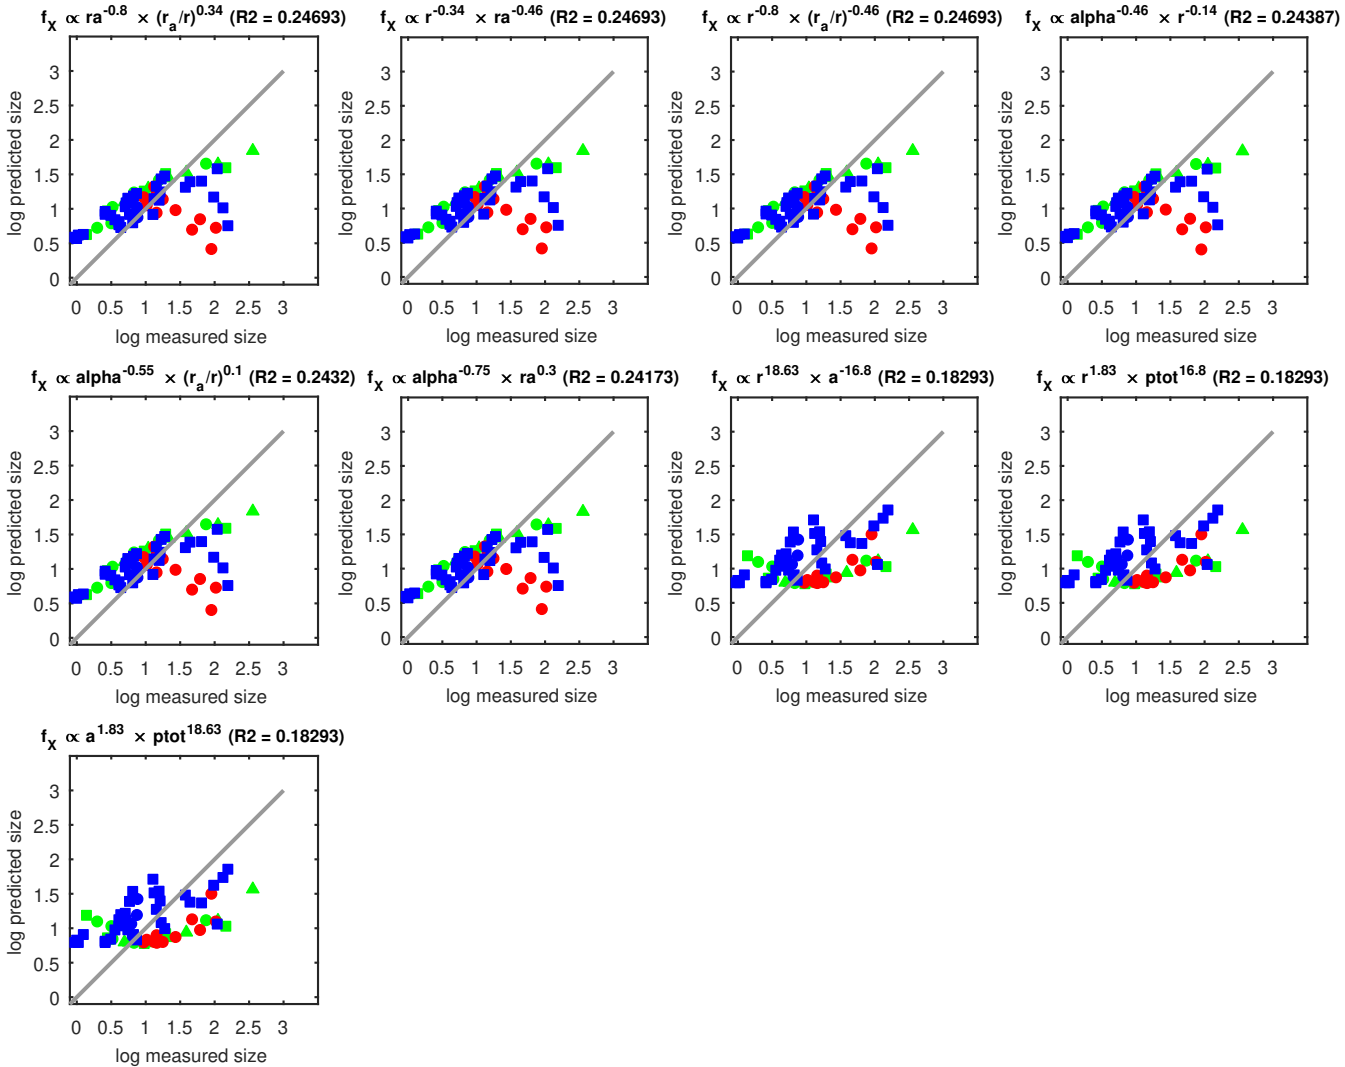 f_X ∝ ra^-0.8 × (r_a/r)^0.34 (R2 = 0.24693)
3
2.5
2
1.5
1
0.5
0
log predicted size
0 0.5 1 1.5 2 2.5 3
log measured size
f_X ∝ r^-0.34 × ra^-0.46 (R2 = 0.24693)
3
2.5
2
1.5
1
0.5
0
log predicted size
0 0.5 1 1.5 2 2.5 3
log measured size
f_X ∝ r^-0.8 × (r_a/r)^-0.46 (R2 = 0.24693)
3
2.5
2
1.5
1
0.5
0
log predicted size
0 0.5 1 1.5 2 2.5 3
log measured size
f_X ∝ alpha^-0.46 × r^-0.14 (R2 = 0.24387)
3
2.5
2
1.5
1
0.5
0
log predicted size
0 0.5 1 1.5 2 2.5 3
log measured size
f_X ∝ alpha^-0.55 × (r_a/r)^0.1 (R2 = 0.2432)
3
2.5
2
1.5
1
0.5
0
log predicted size
0 0.5 1 1.5 2 2.5 3
log measured size
f_X ∝ alpha^-0.75 × ra^0.3 (R2 = 0.24173)
3
2.5
2
1.5
1
0.5
0
log predicted size
0 0.5 1 1.5 2 2.5 3
log measured size
f_X ∝ r^18.63 × a^-16.8 (R2 = 0.18293)
3
2.5
2
1.5
1
0.5
0
log predicted size
0 0.5 1 1.5 2 2.5 3
log measured size
f_X ∝ r^1.83 × ptot^16.8 (R2 = 0.18293)
3
2.5
2
1.5
1
0.5
0
log predicted size
0 0.5 1 1.5 2 2.5 3
log measured size
f_X ∝ a^1.83 × ptot^18.63 (R2 = 0.18293)
3
2.5
2
1.5
1
0.5
0
log predicted size
0 0.5 1 1.5 2 2.5 3
log measured size